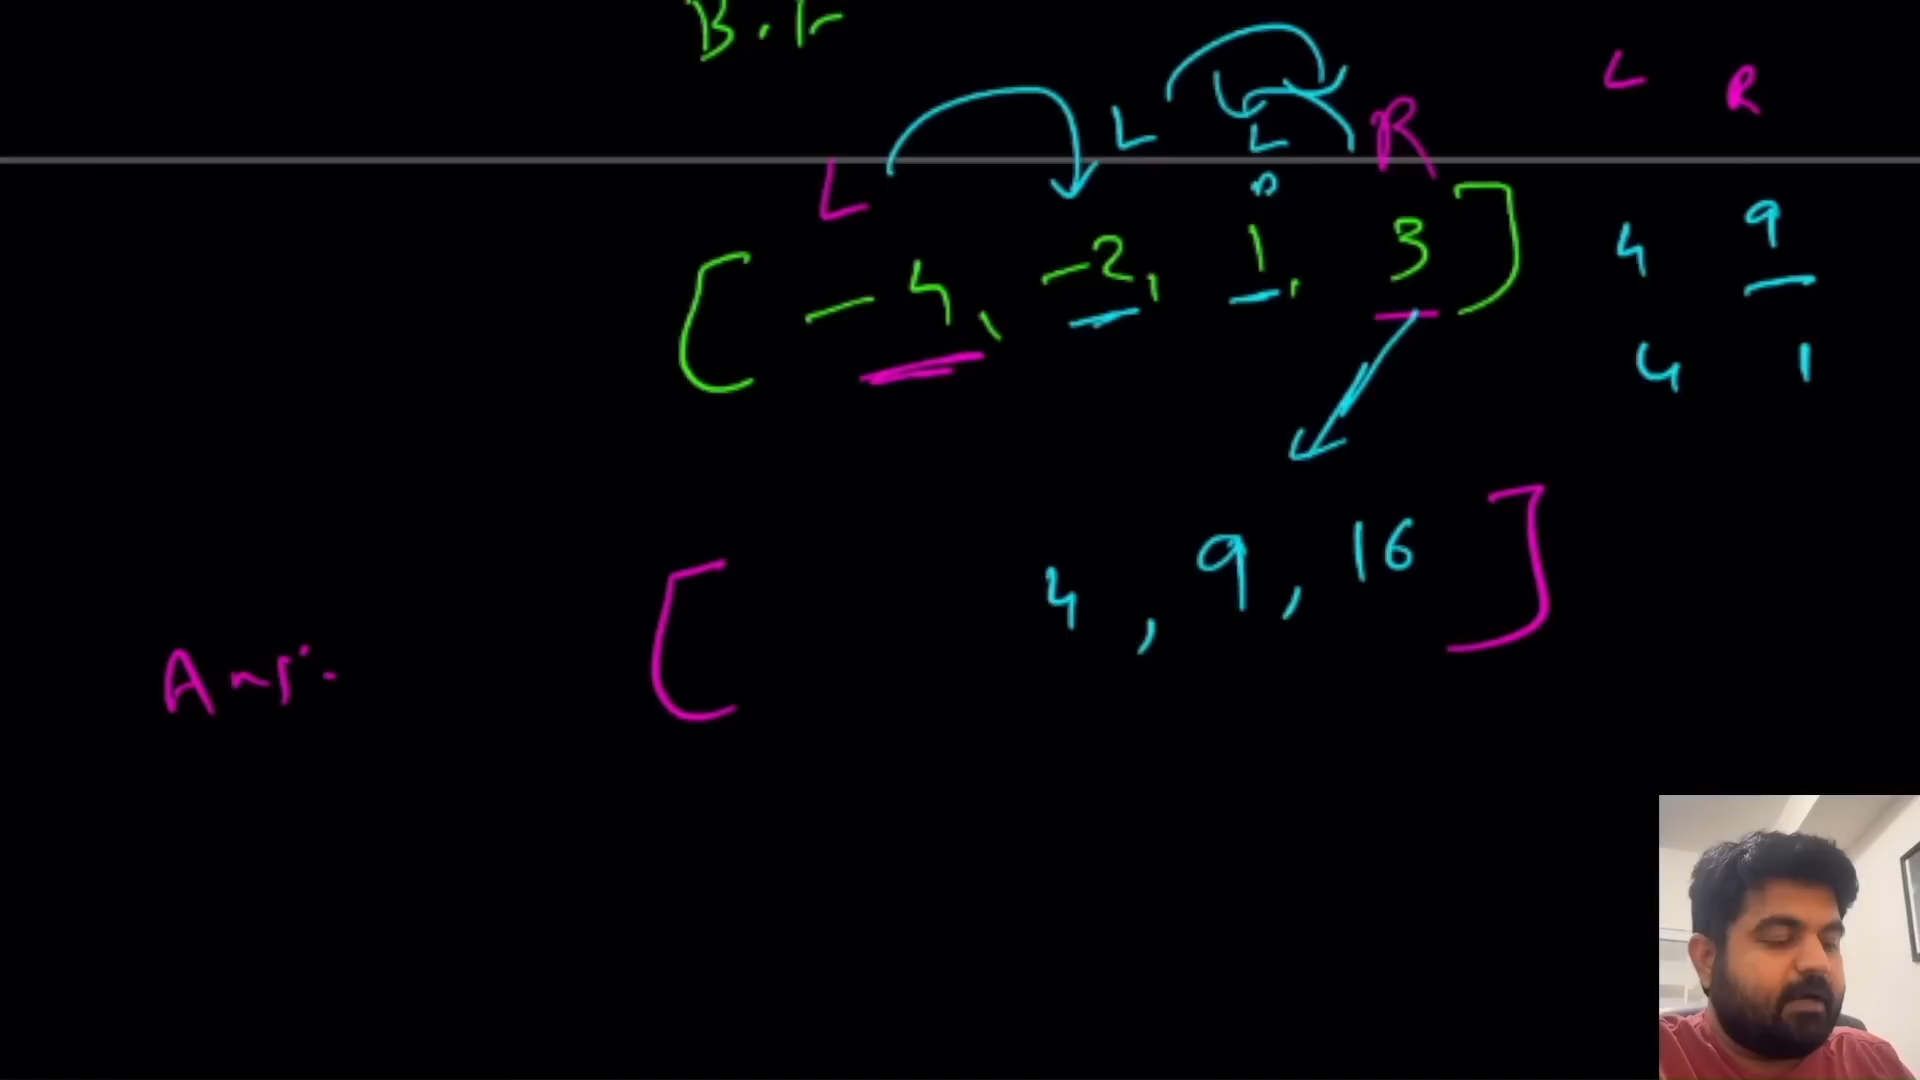 L R
L L R
L R
[-4, -2, 1, 3] 4 9
4 1
[ 4, 9, 16]
Ans: